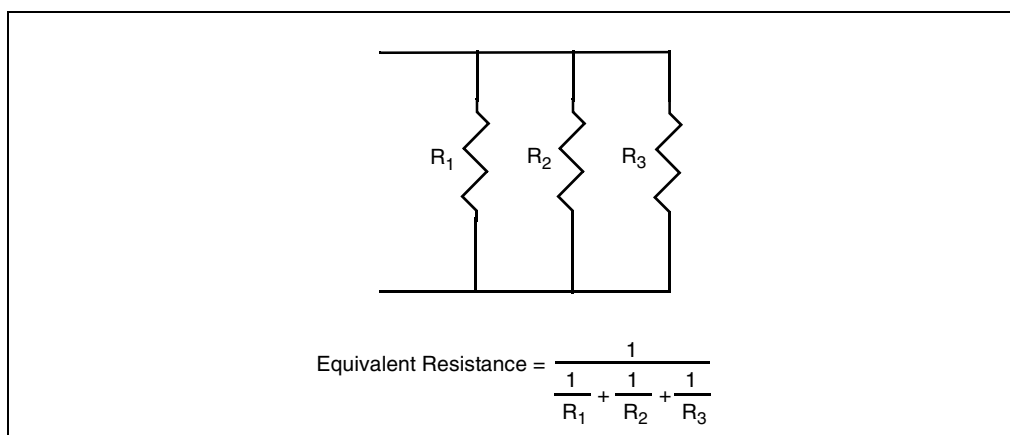 R1 R2 R3
Equivalent Resistance = 1
1 + 1 + 1
R1 R2 R3